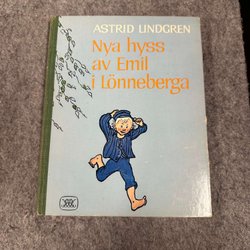 ASTRID LINDGREN
Nya hyss
av Emil
i Lönneberga